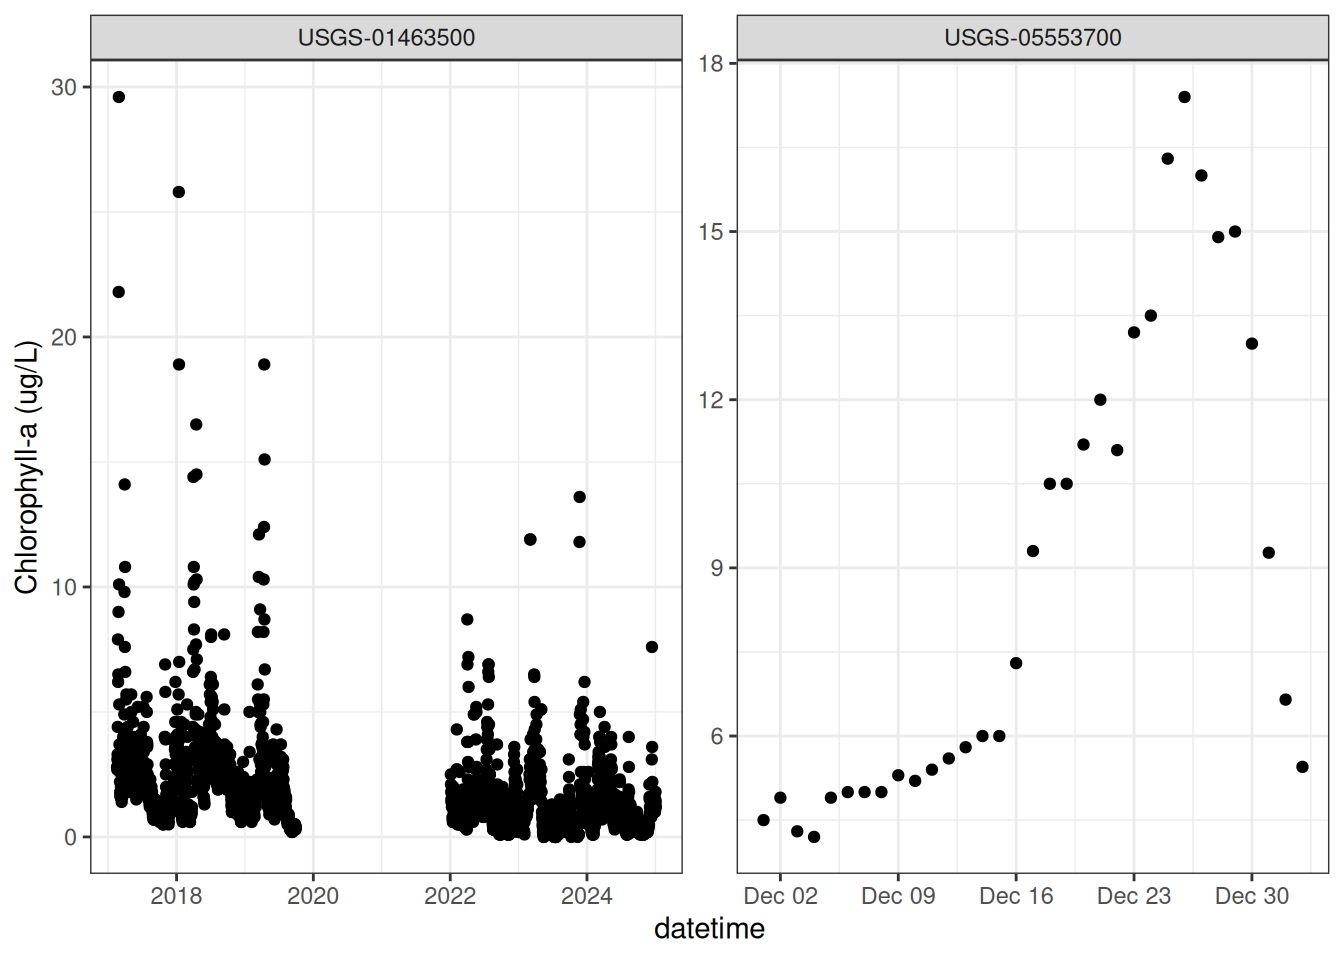 USGS-01463500
USGS-05553700
Chlorophyll-a (ug/L)
30
20
10
0
18
15
12
9
6
2018
2020
2022
2024
Dec 02
Dec 09
Dec 16
Dec 23
Dec 30
datetime